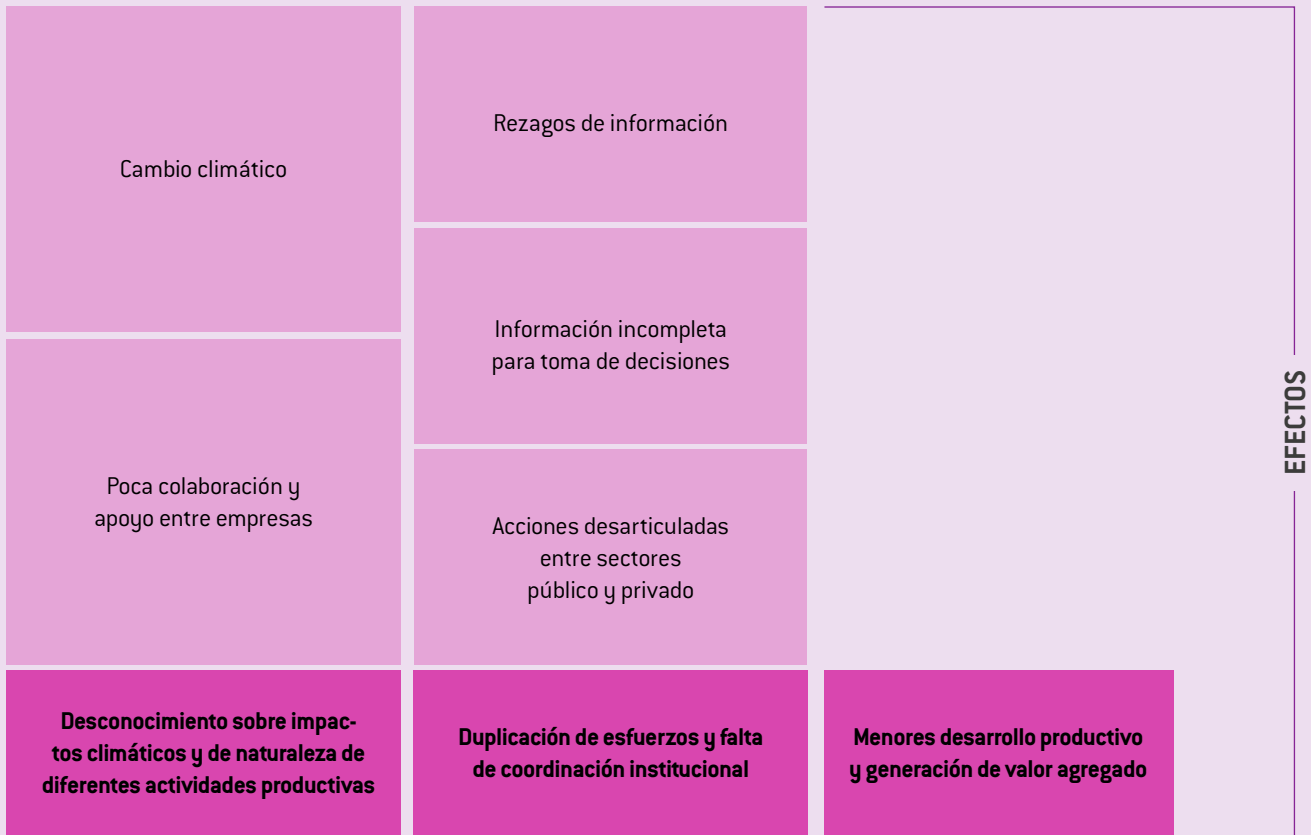 Cambio climático
Poca colaboración y
apoyo entre empresas
Desconocimiento sobre impac-
tos climáticos y de naturaleza de
diferentes actividades productivas
Rezagos de información
Información incompleta
para toma de decisiones
Acciones desarticuladas
entre sectores
público y privado
Duplicación de esfuerzos y falta
de coordinación institucional
Menores desarrollo productivo
y generación de valor agregado
EFECTOS